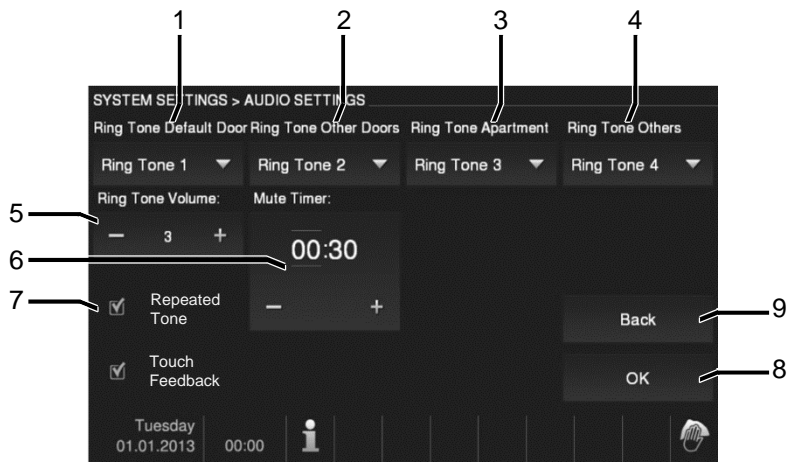 1 2 3 4
SYSTEM SETTINGS > AUDIO SETTINGS
Ring Tone Default Door Ring Tone Other Doors Ring Tone Apartment Ring Tone Others
Ring Tone 1 Ring Tone 2 Ring Tone 3 Ring Tone 4
Ring Tone Volume: Mute Timer:
5
− 3 +
00:30
6
7
Repeated
Tone
− +
Back
9
Touch
Feedback
OK
8
Tuesday
01.01.2013 00:00